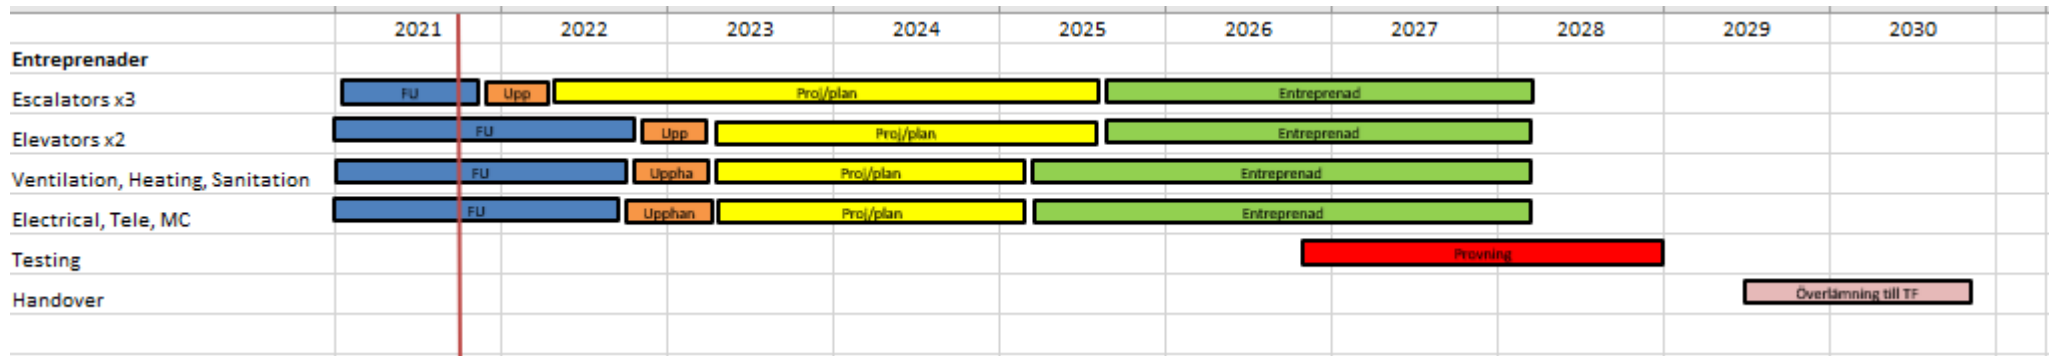 2021 2022 2023 2024 2025 2026 2027 2028 2029 2030
Entreprenader
Escalators x3 FU Upp Proj/plan Entreprenad
Elevators x2 FU Upp Proj/plan Entreprenad
Ventilation, Heating, Sanitation FU Uppha Proj/plan Entreprenad
Electrical, Tele, MC FU Upphan Proj/plan Entreprenad
Testing Provning
Handover Överlämning till TF